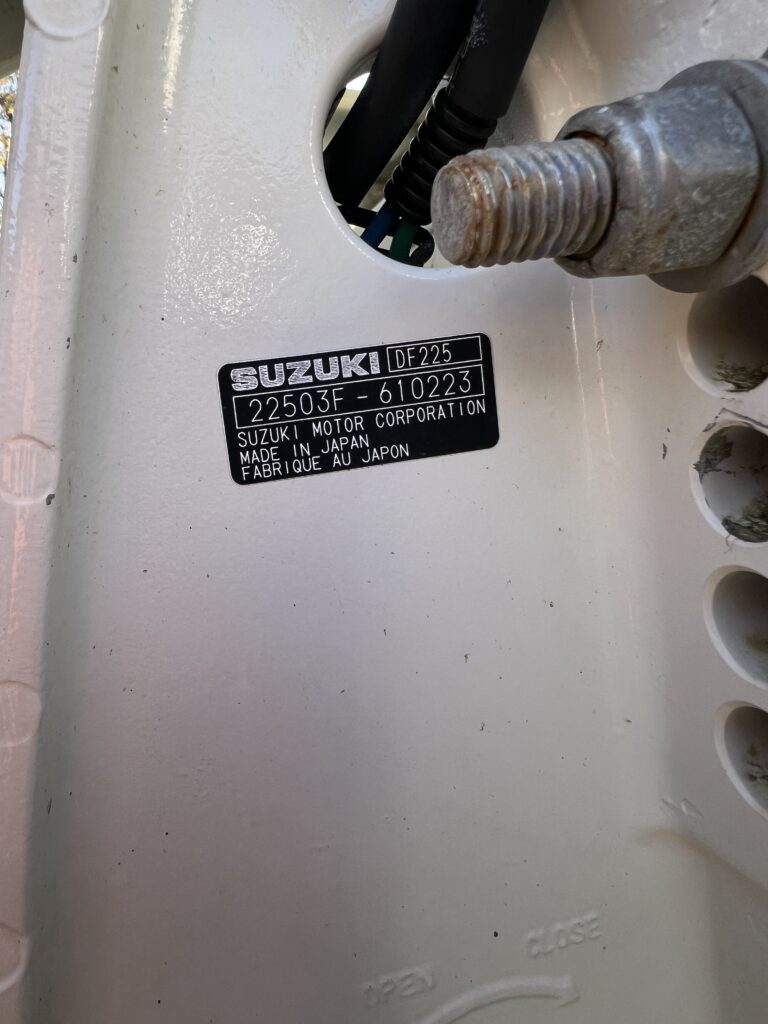 SUZUKI DF225
22503F-610223
SUZUKI MOTOR CORPORATION
MADE IN JAPAN
FABRIQUE AU JAPON
OPEN CLOSE